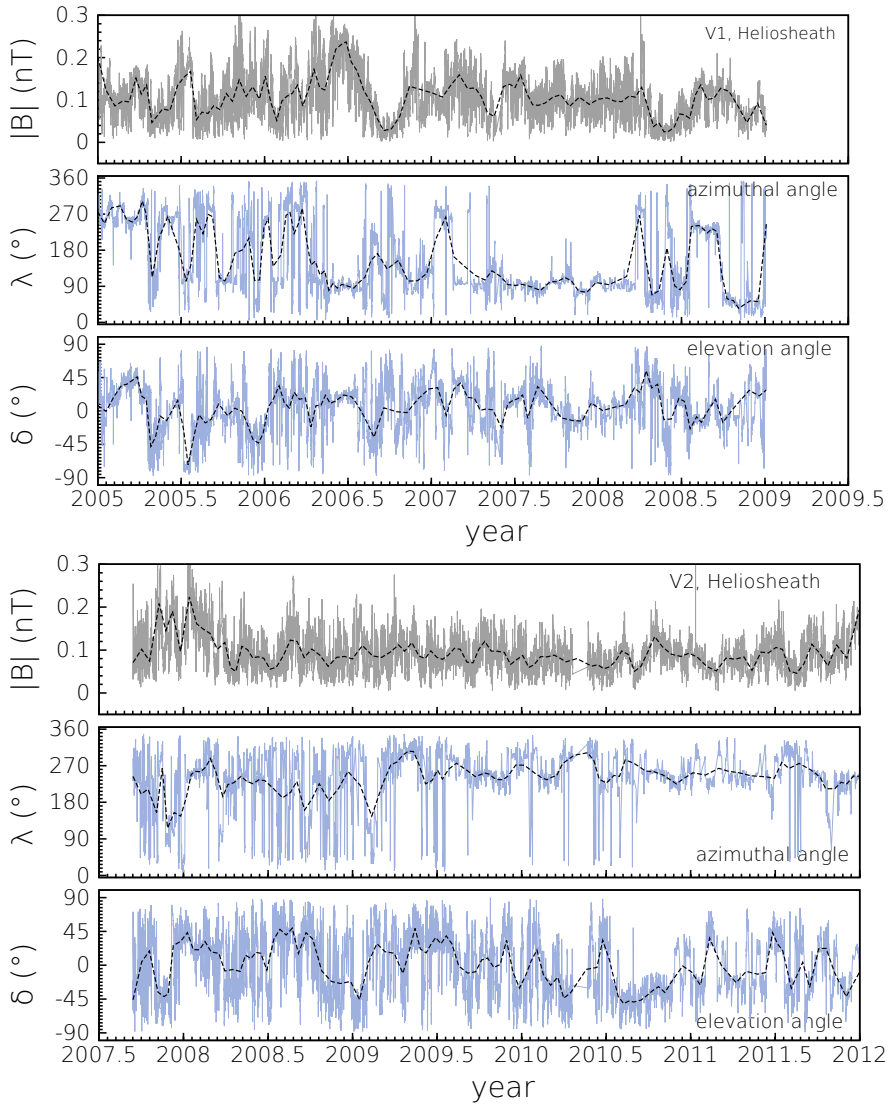 0.3
0.2
0.1
0
|B| (nT)
V1, Heliosheath
360
270
180
90
0
λ (°)
azimuthal angle
90
45
0
-45
-90
δ (°)
elevation angle
2005 2005.5 2006 2006.5 2007 2007.5 2008 2008.5 2009 2009.5
year
0.3
0.2
0.1
0
|B| (nT)
V2, Heliosheath
360
270
180
90
0
λ (°)
azimuthal angle
90
45
0
-45
-90
δ (°)
elevation angle
2007.5 2008 2008.5 2009 2009.5 2010 2010.5 2011 2011.5 2012
year